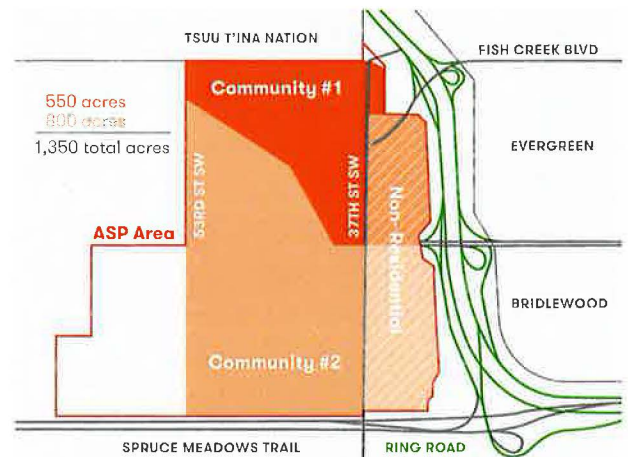 TSUU T'INA NATION
FISH CREEK BLVD
Community #1
550 acres
800 acres
1,350 total acres
EVERGREEN
53RD ST SW
37TH ST SW
Non-Residential
ASP Area
BRIDLEWOOD
Community #2
SPRUCE MEADOWS TRAIL
RING ROAD